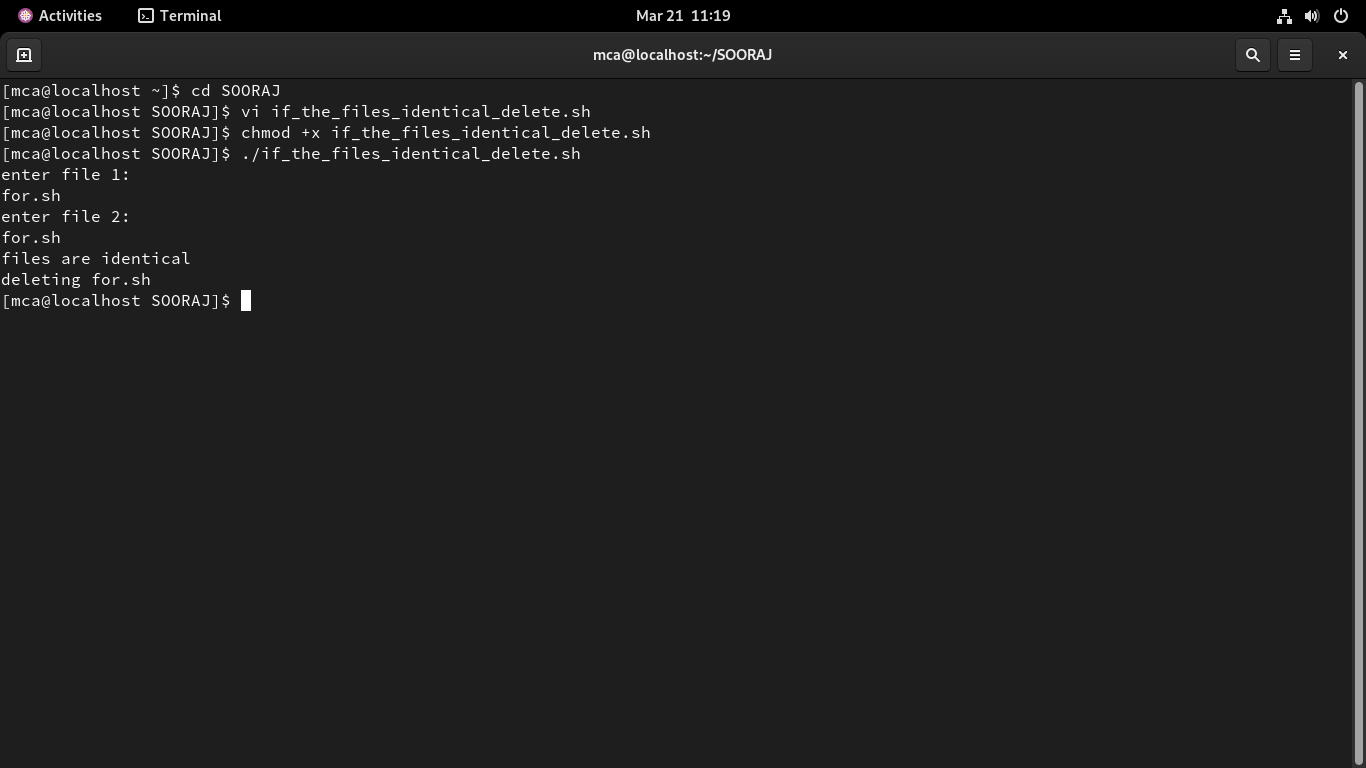 Activities Terminal Mar 21 11:19
mca@localhost:~/SOORAJ
[mca@localhost ~]$ cd SOORAJ
[mca@localhost SOORAJ]$ vi if_the_files_identical_delete.sh
[mca@localhost SOORAJ]$ chmod +x if_the_files_identical_delete.sh
[mca@localhost SOORAJ]$ ./if_the_files_identical_delete.sh
enter file 1:
for.sh
enter file 2:
for.sh
files are identical
deleting for.sh
[mca@localhost SOORAJ]$